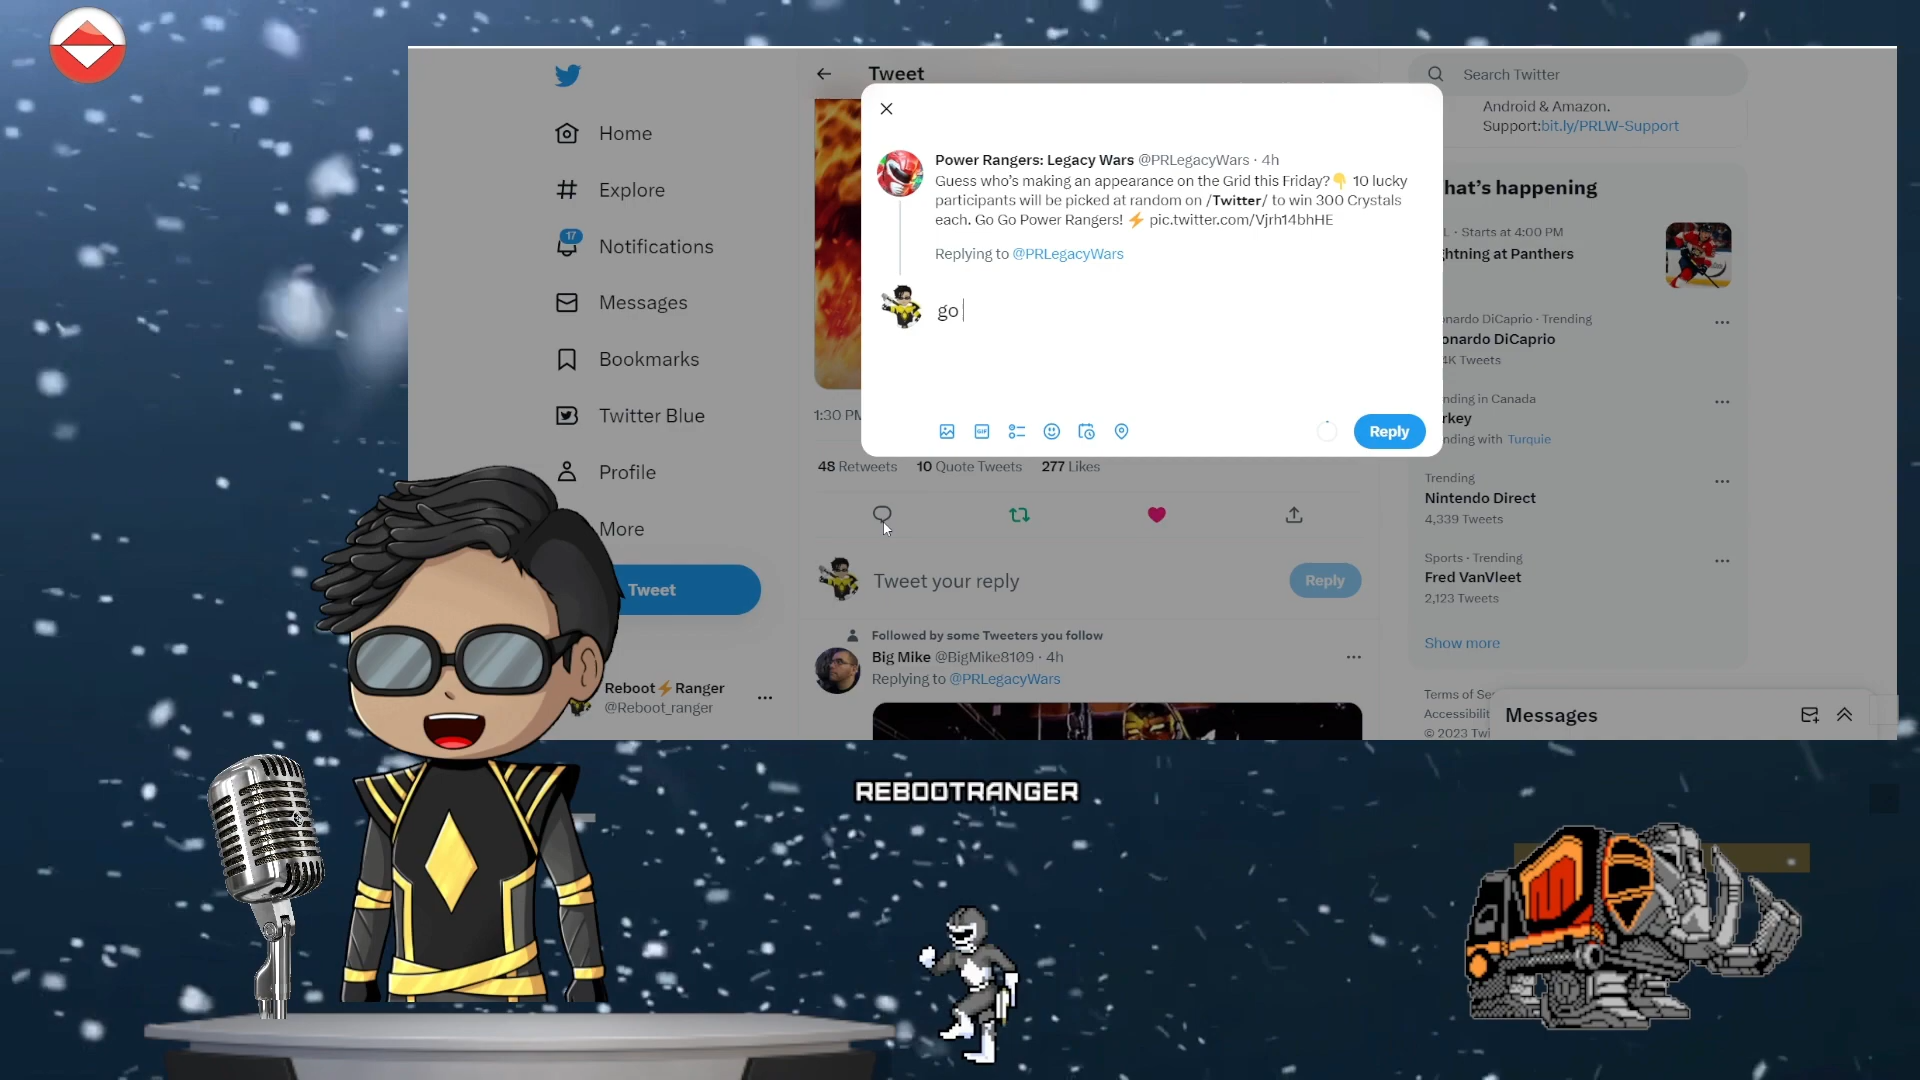 Home
Explore
17
Notifications
Messages
Bookmarks
Twitter Blue
Profile
More
Tweet
Reboot⚡Ranger
@Reboot_ranger
Tweet
Power Rangers: Legacy Wars @PRLegacyWars · 4h
Guess who's making an appearance on the Grid this Friday?👇 10 lucky
participants will be picked at random on /Twitter/ to win 300 Crystals
each. Go Go Power Rangers! ⚡ pic.twitter.com/Vjrh14bhHE
Replying to @PRLegacyWars
go
GIF
Reply
1:30 PM
48 Retweets 10 Quote Tweets 277 Likes
Tweet your reply
Reply
Followed by some Tweeters you follow
Big Mike @BigMike8109 · 4h
Replying to @PRLegacyWars
Search Twitter
Android & Amazon.
Support:bit.ly/PRLW-Support
hat's happening
L · Starts at 4:00 PM
ghtning at Panthers
onardo DiCaprio · Trending
onardo DiCaprio
4K Tweets
nding in Canada
rkey
nding with Turquie
Trending
Nintendo Direct
4,339 Tweets
Sports · Trending
Fred VanVleet
2,123 Tweets
Show more
Terms of Se
Accessibilit
© 2023 Twi
Messages
REBOOTRANGER